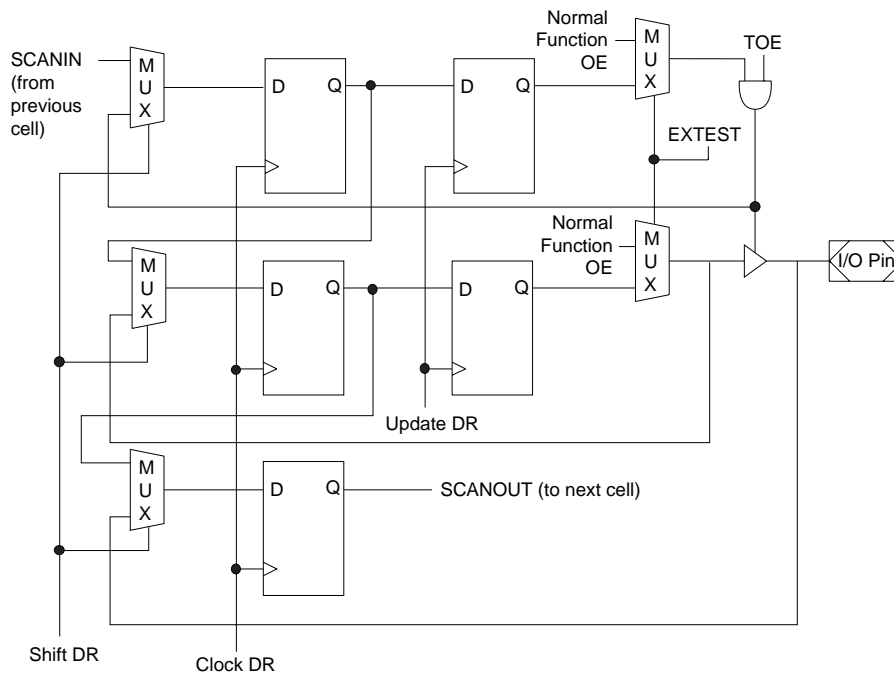 SCANIN
(from
previous
cell)
M
U
X
D
Q
D
Q
Normal
Function
OE
M
U
X
TOE
EXTEST
M
U
X
D
Q
D
Q
Normal
Function
OE
M
U
X
I/O Pin
Update DR
M
U
X
D
Q
SCANOUT (to next cell)
Shift DR
Clock DR